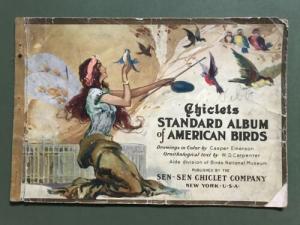 Chiclets
STANDARD ALBUM
of AMERICAN BIRDS
Drawings in Color by Casper Emerson
Ornithological text by W.D. Carpenter
Aide division of Birds National Museum
PUBLISHED BY THE
SEN-SEN CHICLET COMPANY
NEW YORK·U·S·A·